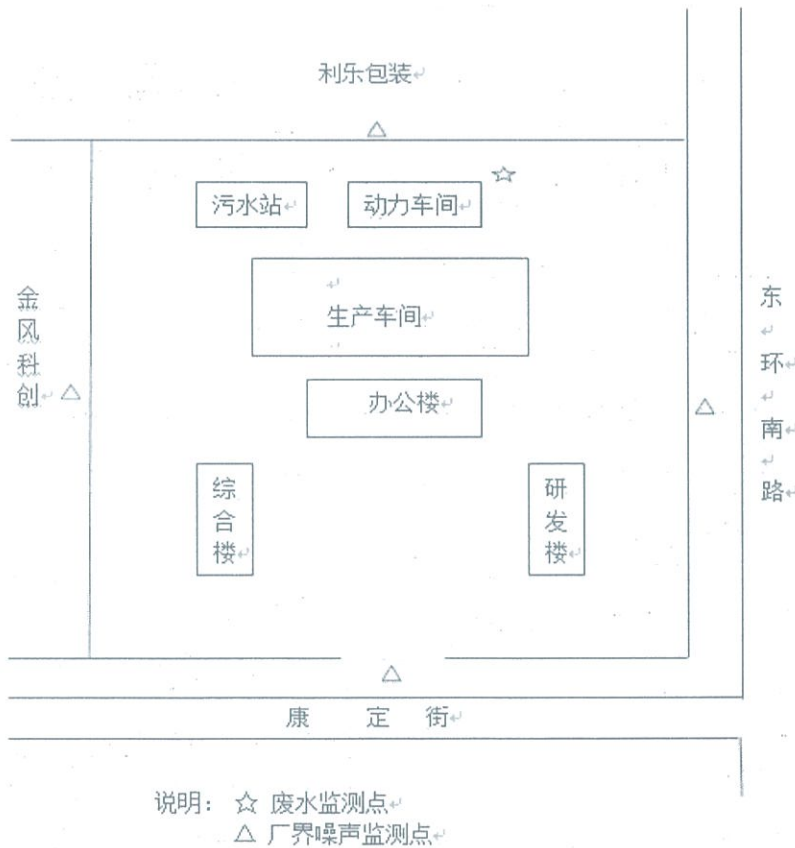 利乐包装
污水站
动力车间
生产车间
金风科创
东环南路
办公楼
综合楼
研发楼
康 定 街
说明：☆ 废水监测点
△ 厂界噪声监测点